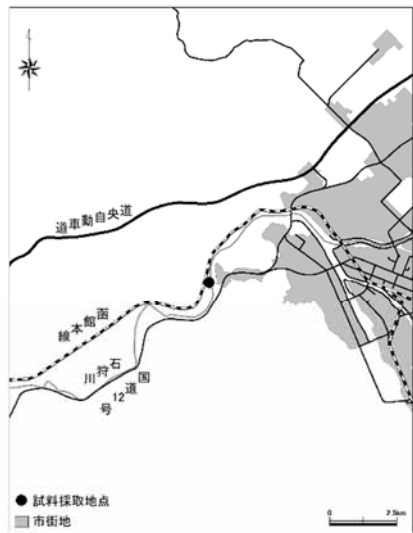 道央自動車道
函館本線
石狩川
国道12号
試料採取地点
市街地
0 2.5km